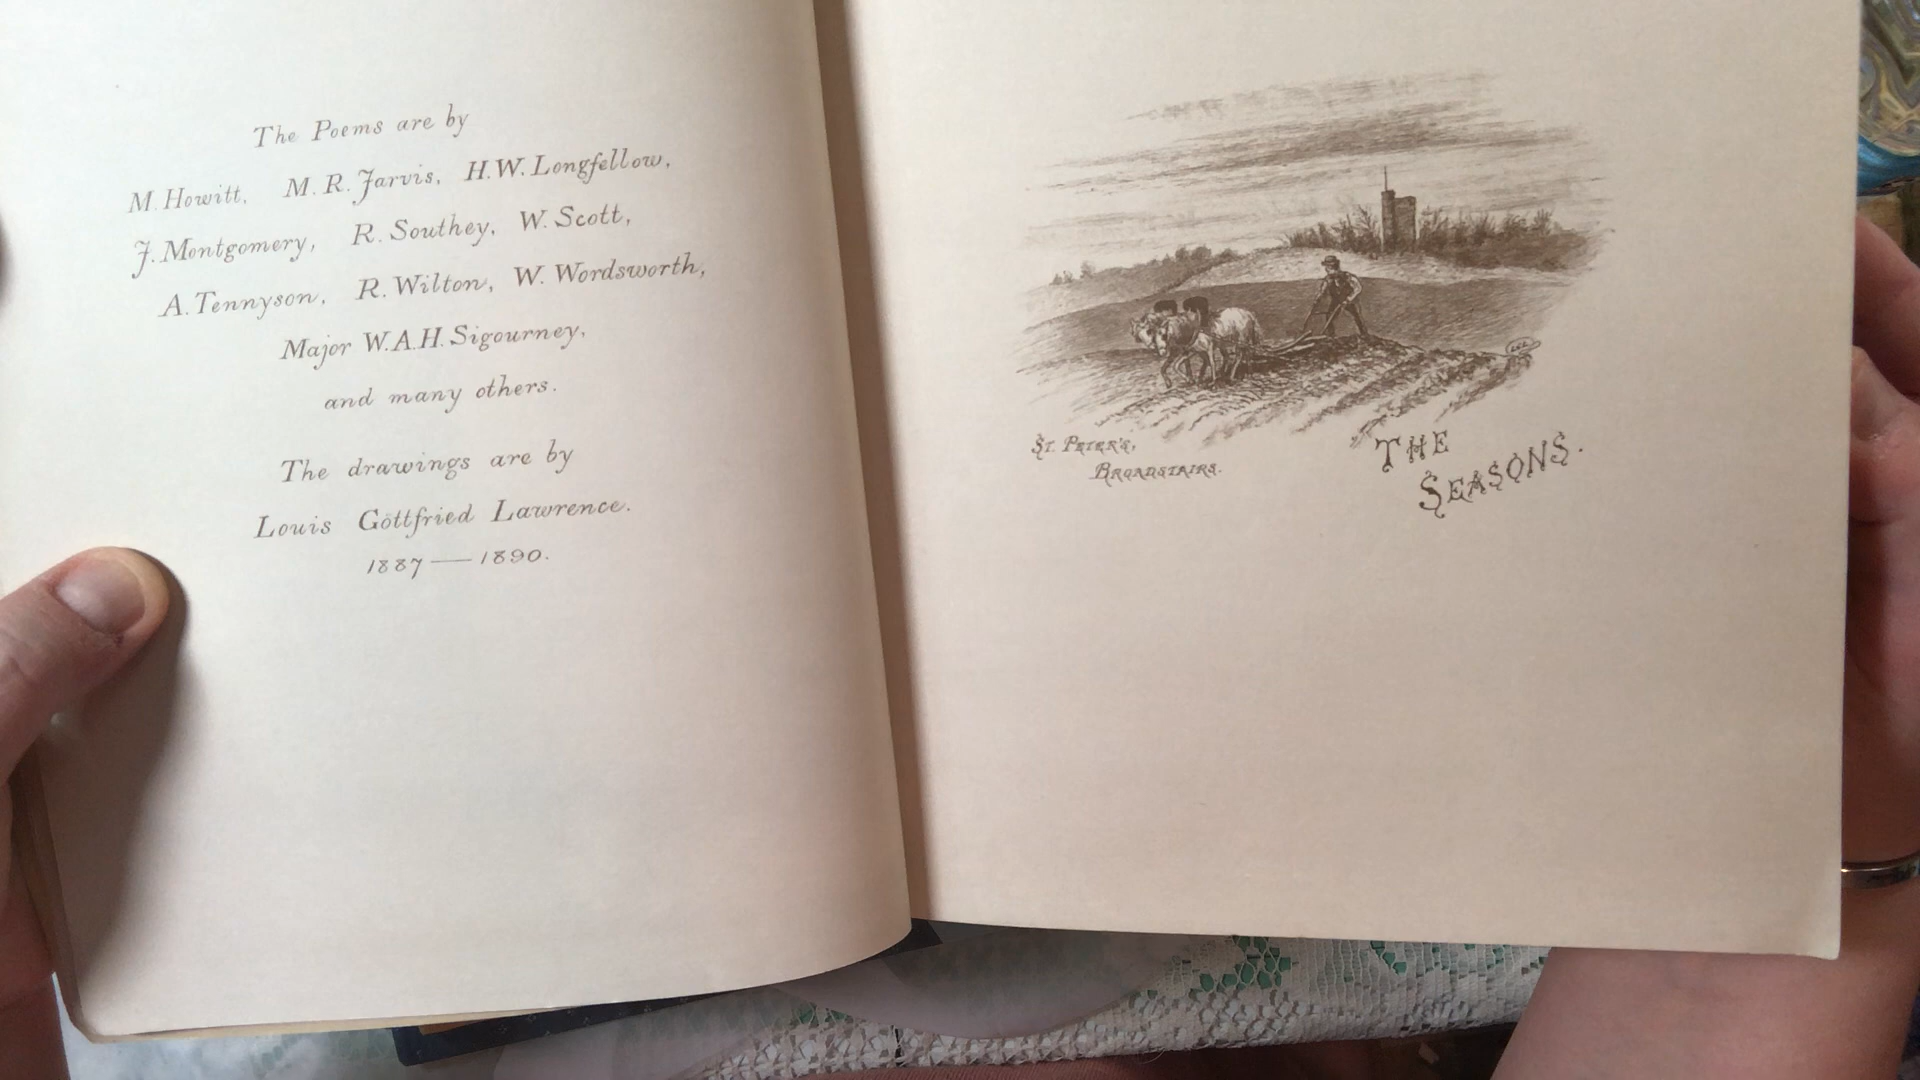 The Poems are by
M. Howitt, M. R. Jarvis, H. W. Longfellow,
J. Montgomery, R. Southey, W. Scott,
A. Tennyson, R. Wilton, W. Wordsworth,
Major W. A. H. Sigourney,
and many others.
The drawings are by
Louis Gottfried Lawrence.
1887 — 1890.
ST. PETER'S,
BROADSTAIRS.
THE
SEASONS.